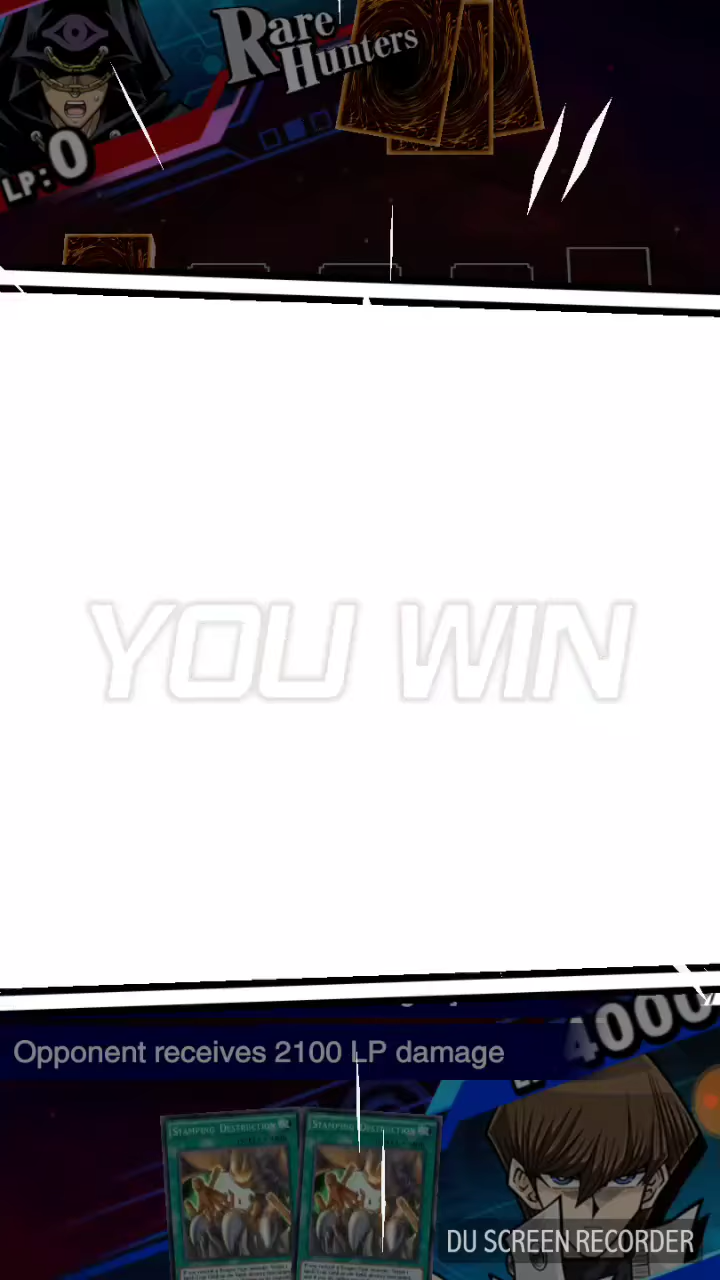 Rare
Hunters
LP:0
YOU WIN
4000
Opponent receives 2100 LP damage
STAMPING DESTRUCTION
STAMPING DESTRUCTION
DU SCREEN RECORDER